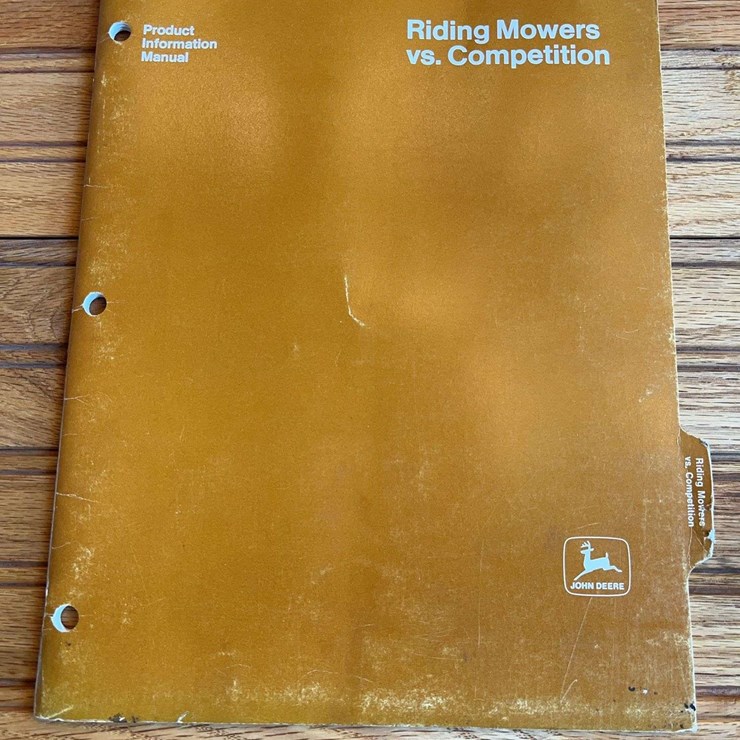 Product
Information
Manual
Riding Mowers
vs. Competition
Riding Mowers
vs. Competition
JOHN DEERE